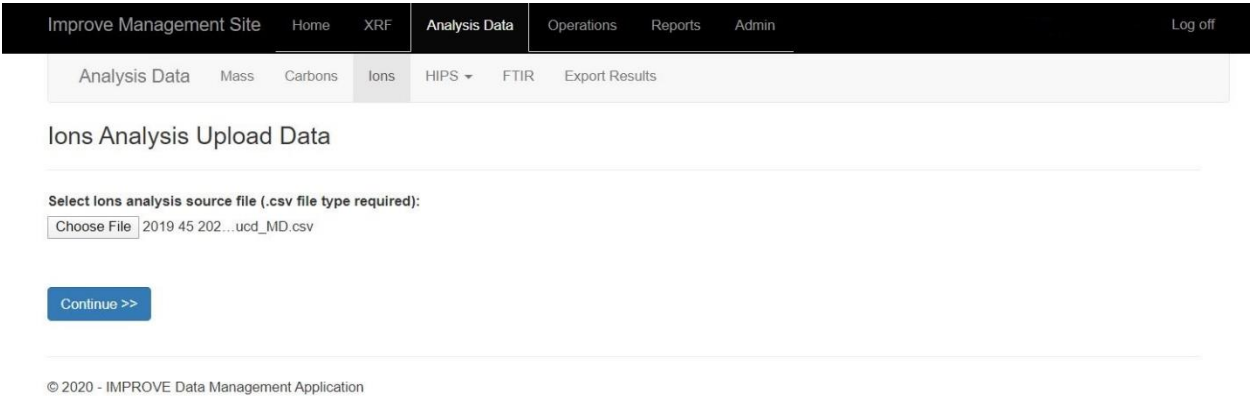 Improve Management Site Home XRF Analysis Data Operations Reports Admin Log off
Analysis Data Mass Carbons Ions HIPS FTIR Export Results
Ions Analysis Upload Data
Select Ions analysis source file (.csv file type required):
Choose File 2019 45 202...ucd_MD.csv
Continue >>
© 2020 - IMPROVE Data Management Application